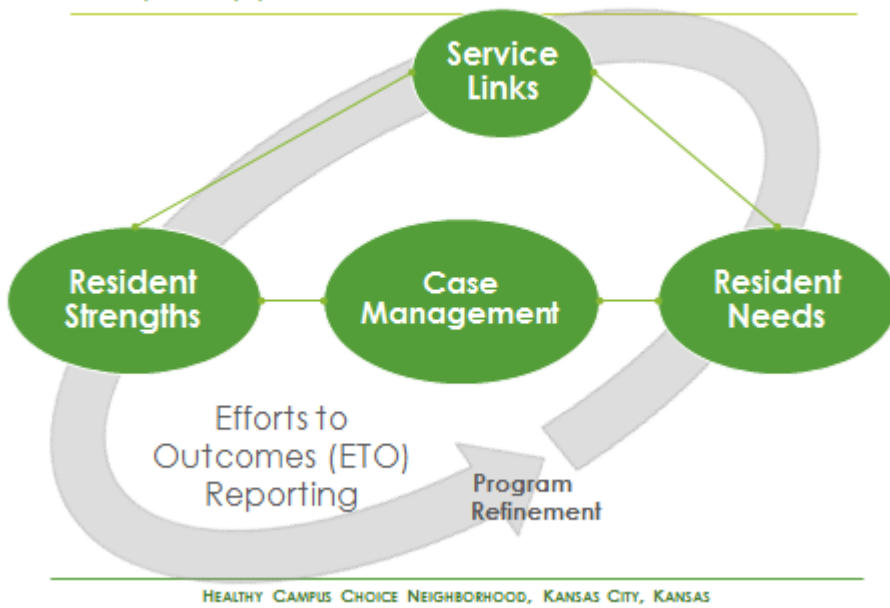 Service
Links
Resident
Strengths
Case
Management
Resident
Needs
Efforts to
Outcomes (ETO)
Reporting
Program
Refinement
HEALTHY CAMPUS CHOICE NEIGHBORHOOD, KANSAS CITY, KANSAS